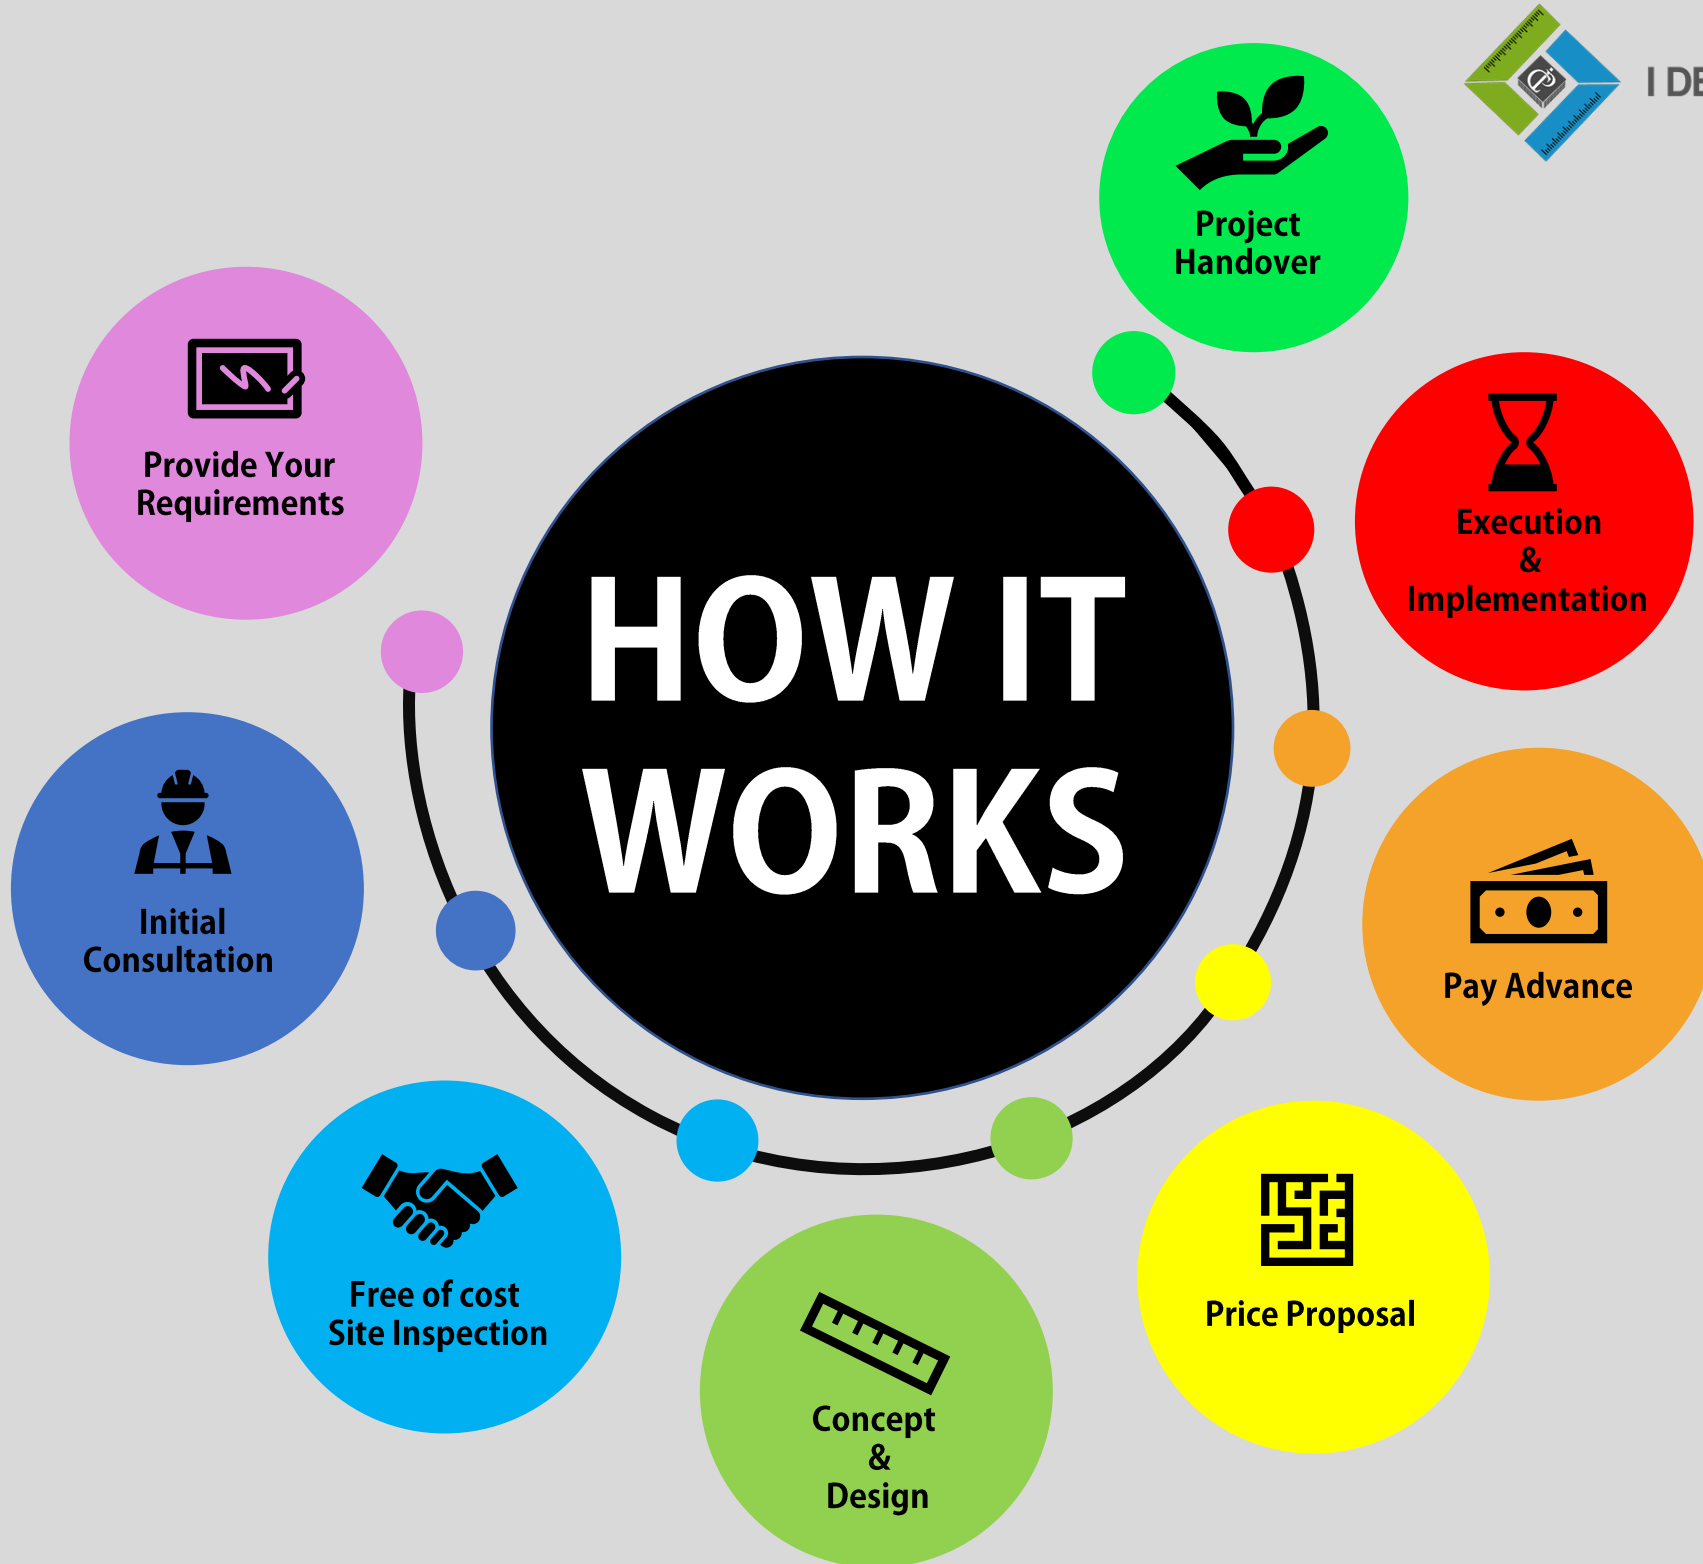 I DE
Project
Handover
Provide Your
Requirements
Execution
&
Implementation
HOW IT
WORKS
Initial
Consultation
Pay Advance
Free of cost
Site Inspection
Price Proposal
Concept
&
Design